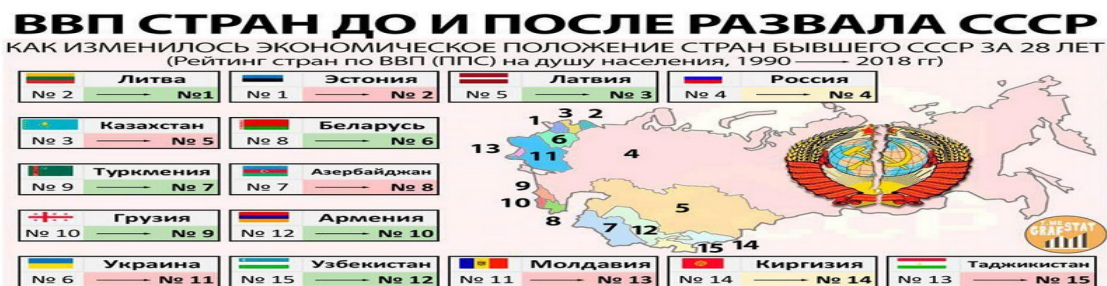 ВВП СТРАН ДО И ПОСЛЕ РАЗВАЛА СССР
КАК ИЗМЕНИЛОСЬ ЭКОНОМИЧЕСКОЕ ПОЛОЖЕНИЕ СТРАН БЫВШЕГО СССР ЗА 28 ЛЕТ
(Рейтинг стран по ВВП (ППС) на душу населения, 1990 → 2018 гг)
Литва
№ 2 → №1
Эстония
№ 1 → № 2
Латвия
№ 5 → № 3
Россия
№ 4 → № 4
Казахстан
№ 3 → № 5
Беларусь
№ 8 → № 6
Туркмения
№ 9 → № 7
Азербайджан
№ 7 → № 8
Грузия
№ 10 → № 9
Армения
№ 12 → № 10
Украина
№ 6 → № 11
Узбекистан
№ 15 → № 12
Молдавия
№ 11 → № 13
Киргизия
№ 14 → № 14
Таджикистан
№ 13 → № 15
1 3 2
6
13 11 4
9
10 5
8 7 12
15 14
T.ME
GRAFSTAT